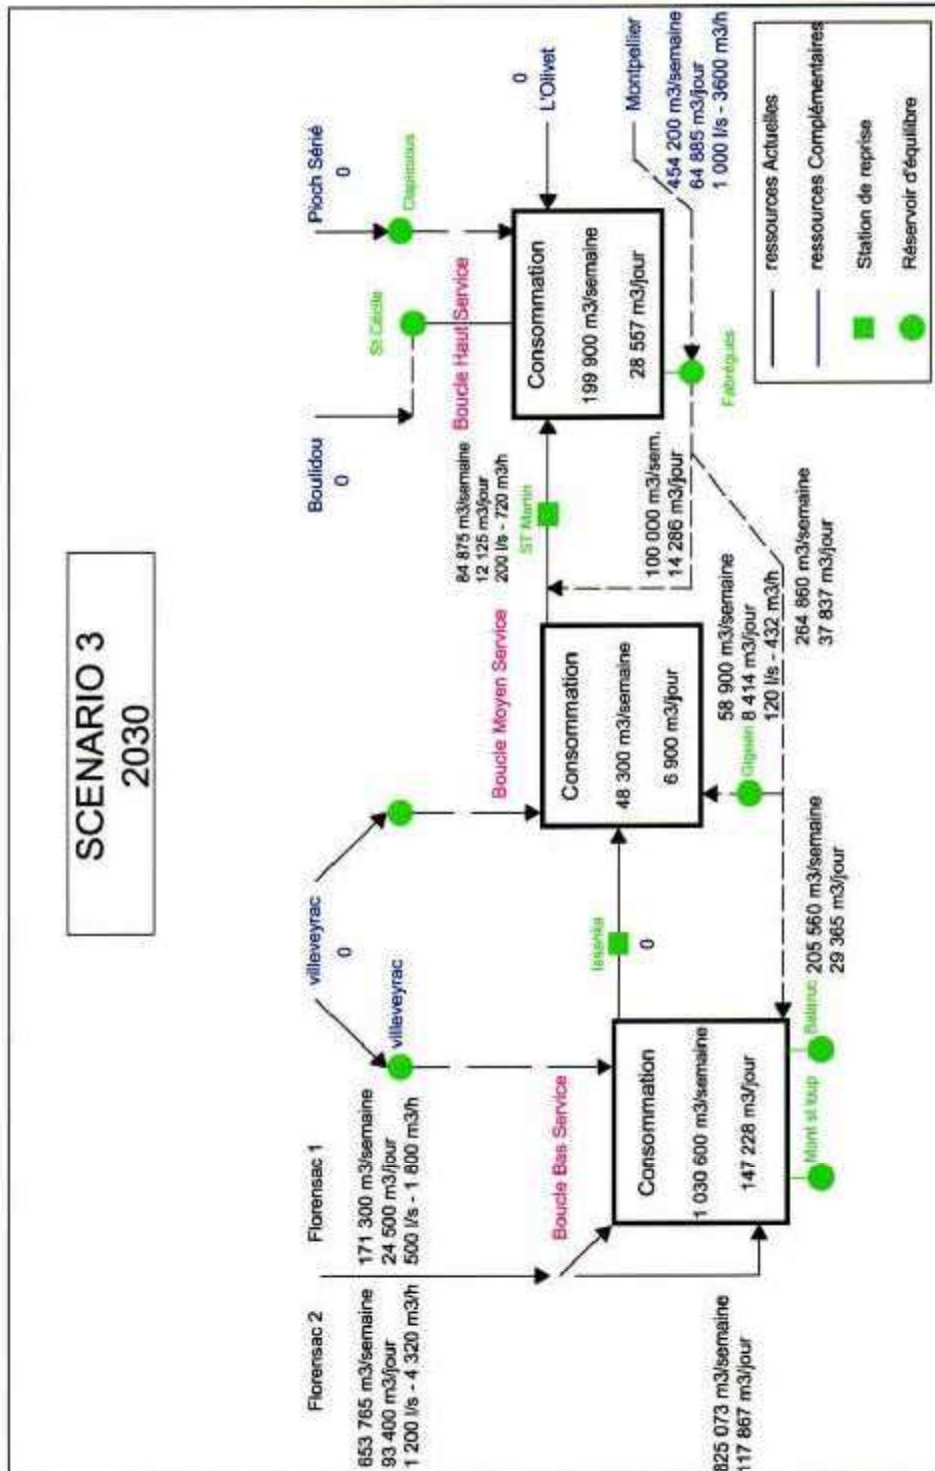 SCENARIO 3
2030
Florensac 2
653 765 m3/semaine
93 400 m3/jour
1 200 l/s - 4 320 m3/h
Florensac 1
171 300 m3/semaine
24 500 m3/jour
500 l/s - 1 800 m3/h
villeveyrac
0
villeveyrac
Boulidou
0
Pioch Sérié
0
St Cécile
L'Olivet
0
Boucle Bas Service
Boucle Moyen Service
Boucle Haut Service
Consommation
1 030 600 m3/semaine
147 228 m3/jour
Issanka
0
Consommation
48 300 m3/semaine
6 900 m3/jour
84 875 m3/semaine
12 125 m3/jour
200 l/s - 720 m3/h
ST Martin
Consommation
199 900 m3/semaine
28 557 m3/jour
Montpellier
454 200 m3/semaine
64 885 m3/jour
1 000 l/s - 3600 m3/h
100 000 m3/sem.
14 286 m3/jour
Fabrègues
825 073 m3/semaine
117 867 m3/jour
Mont st loup
Balaruc
205 560 m3/semaine
29 365 m3/jour
Gigean
58 900 m3/semaine
8 414 m3/jour
120 l/s - 432 m3/h
264 860 m3/semaine
37 837 m3/jour
ressources Actuelles
ressources Complémentaires
Station de reprise
Réservoir d'équilibre